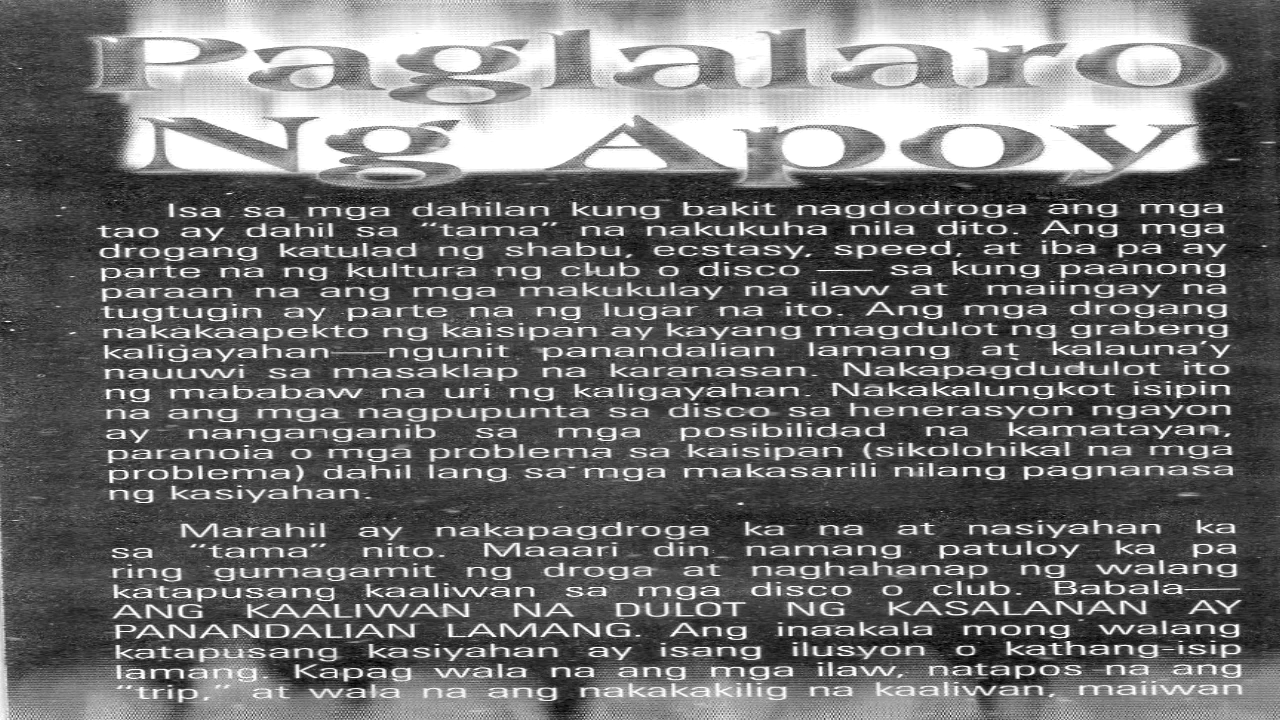 Paglalaro
Ng Apoy
Isa sa mga dahilan kung bakit nagdodroga ang mga
tao ay dahil sa “tama” na nakukuha nila dito. Ang mga
drogang katulad ng shabu, ecstasy, speed, at iba pa ay
parte na ng kultura ng club o disco — sa kung paanong
paraan na ang mga makukulay na ilaw at maiingay na
tugtugin ay parte na ng lugar na ito. Ang mga drogang
nakakaapekto ng kaisipan ay kayang magdulot ng grabeng
kaligayahan—ngunit panandalian lamang at kalauna’y
nauuwi sa masaklap na karanasan. Nakapagdudulot ito
ng mababaw na uri ng kaligayahan. Nakakalungkot isipin
na ang mga nagpupunta sa disco sa henerasyon ngayon
ay nanganganib sa mga posibilidad na kamatayan,
paranoia o mga problema sa kaisipan (sikolohikal na mga
problema) dahil lang sa mga makasarili nilang pagnanasa
ng kasiyahan.
Marahil ay nakapagdroga ka na at nasiyahan ka
sa “tama” nito. Maaari din namang patuloy ka pa
ring gumagamit ng droga at naghahanap ng walang
katapusang kaaliwan sa mga disco o club. Babala—
ANG KAALIWAN NA DULOT NG KASALANAN AY
PANANDALIAN LAMANG. Ang inaakala mong walang
katapusang kasiyahan ay isang ilusyon o kathang-isip
lamang. Kapag wala na ang mga ilaw, natapos na ang
“trip,” at wala na ang nakakakilig na kaaliwan, maiiwan